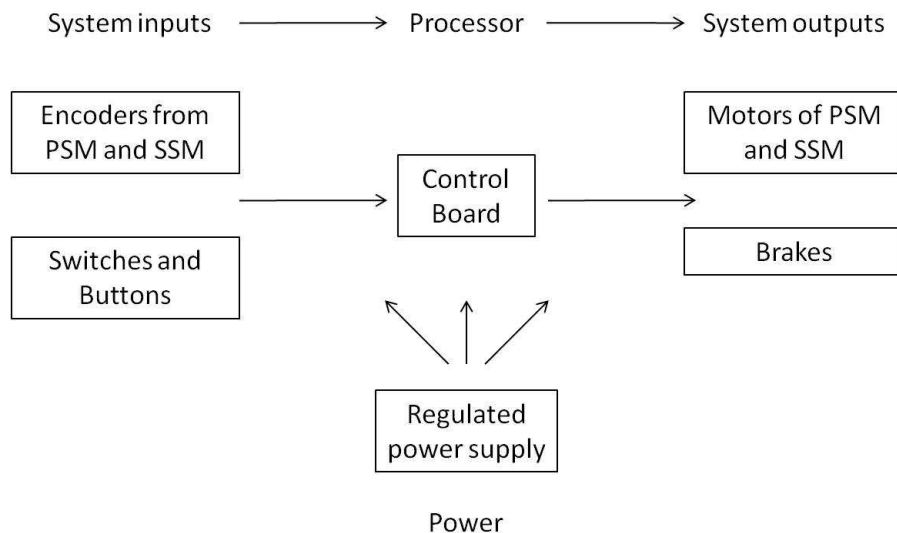 System inputs
Processor
System outputs
Encoders from
PSM and SSM
Motors of PSM
and SSM
Control
Board
Switches and
Buttons
Brakes
Regulated
power supply
Power